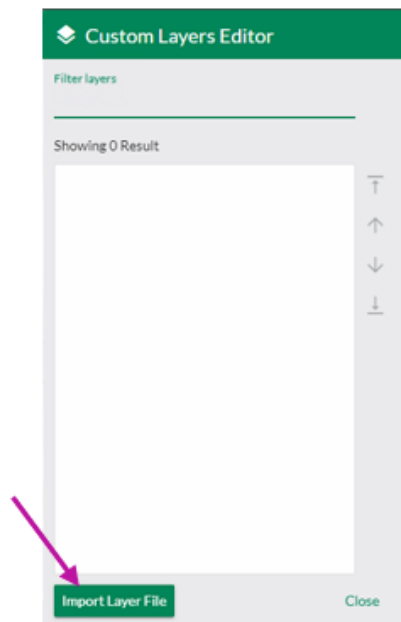 Custom Layers Editor
Filter layers
Showing 0 Result
Import Layer File
Close